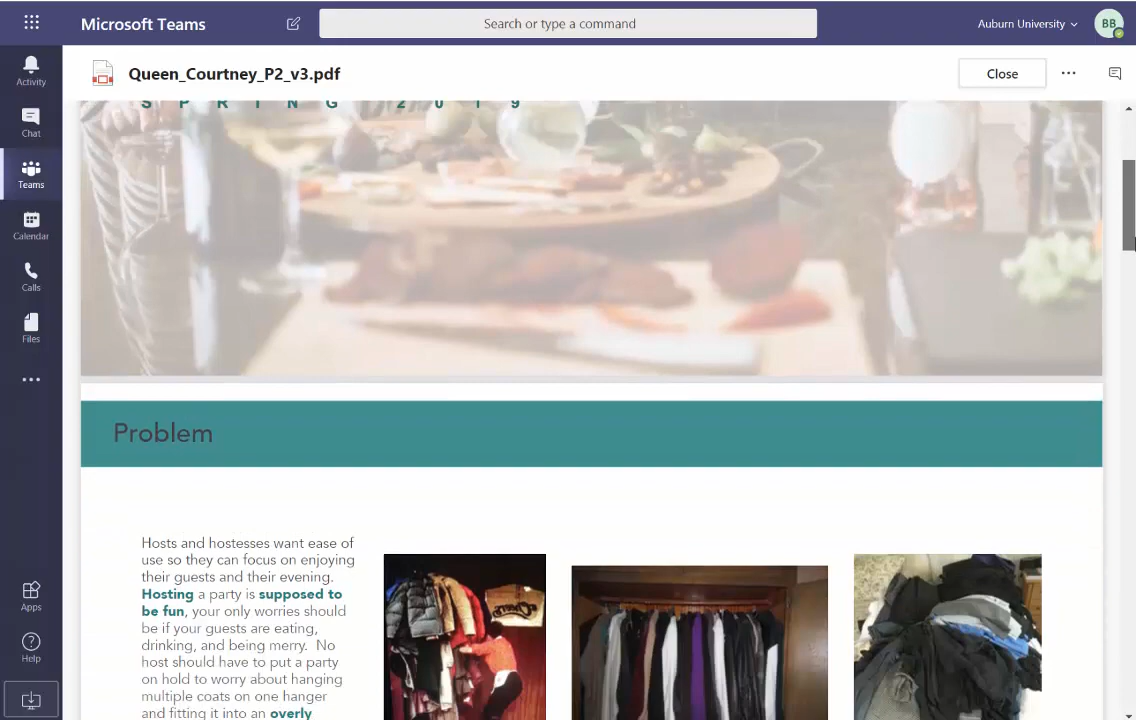 Microsoft Teams
Search or type a command
Auburn University
BB
Activity
Chat
Teams
Calendar
Calls
Files
Apps
Help
Queen_Courtney_P2_v3.pdf
Close
SPRING 2019
Problem
Hosts and hostesses want ease of
use so they can focus on enjoying
their guests and their evening.
Hosting a party is supposed to
be fun, your only worries should
be if your guests are eating,
drinking, and being merry. No
host should have to put a party
on hold to worry about hanging
multiple coats on one hanger
and fitting it into an overly